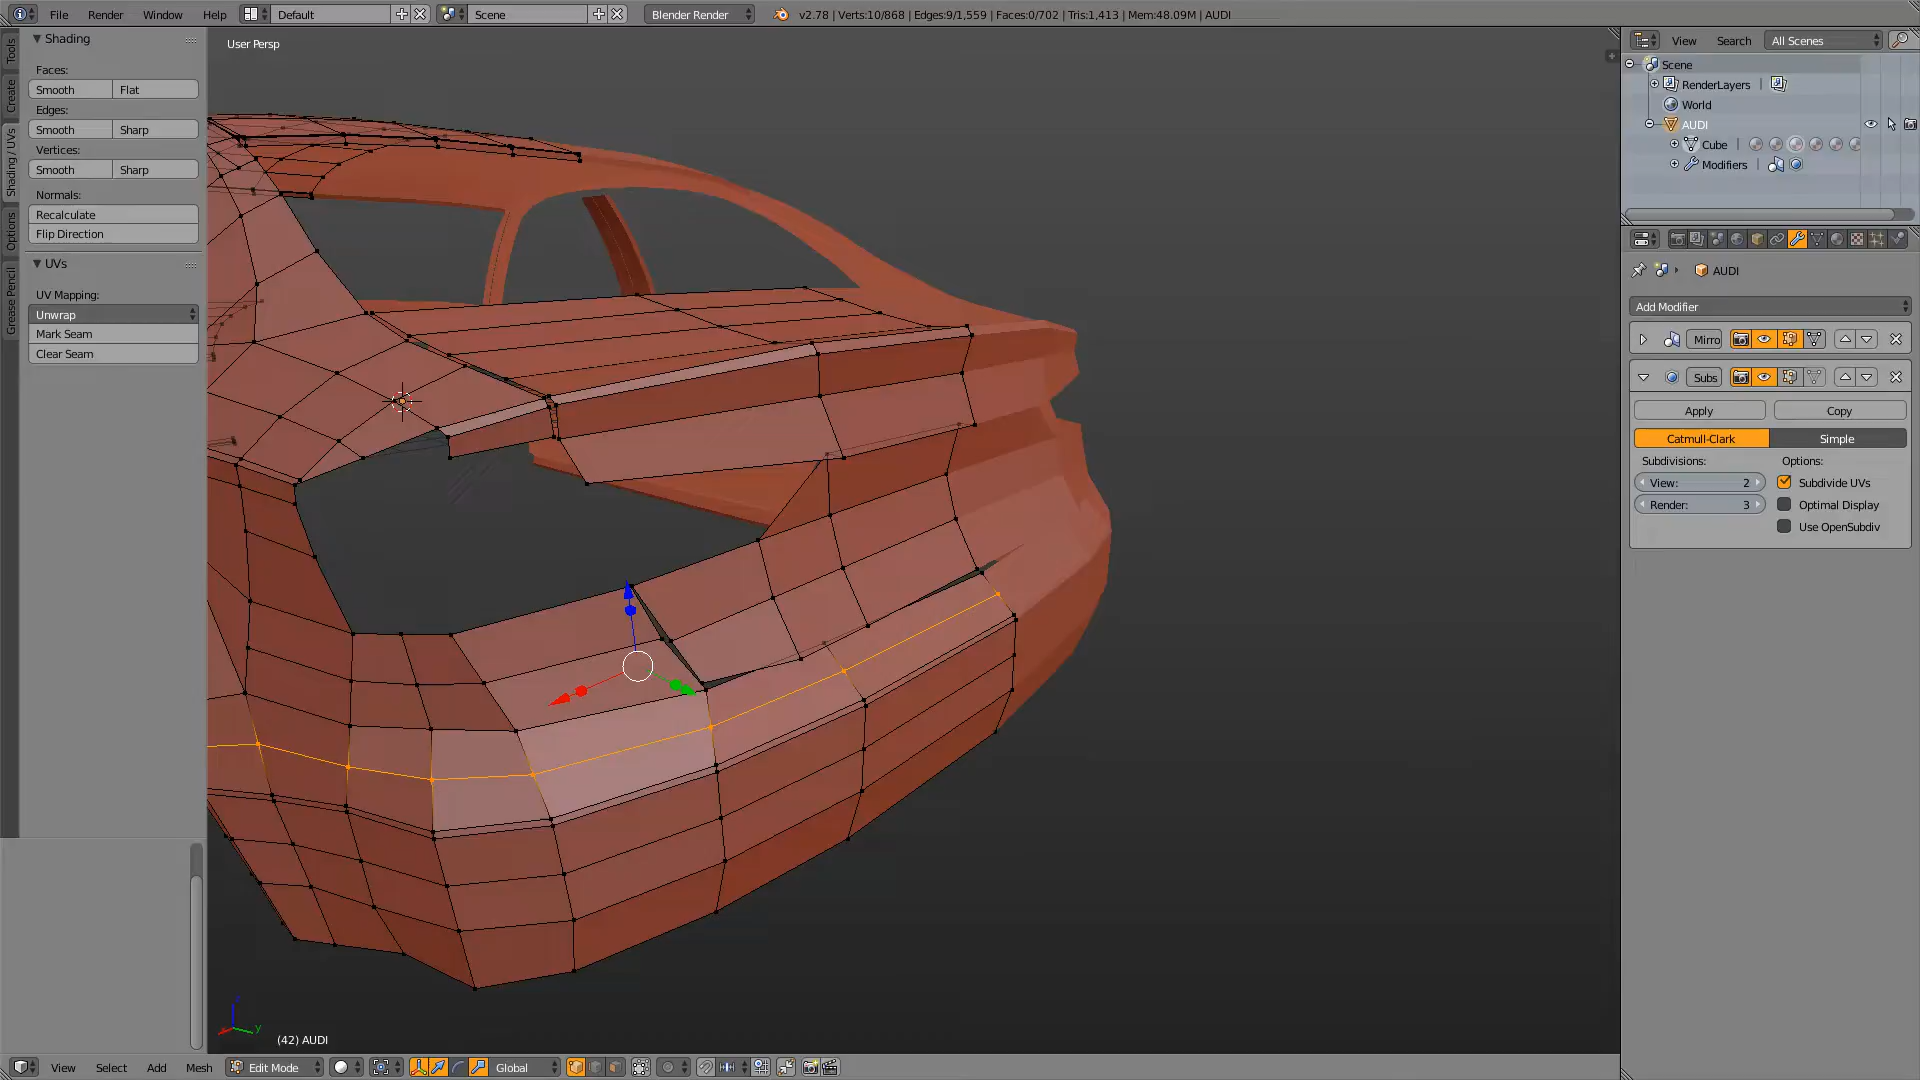 File Render Window Help Default Scene Blender Render v2.78 | Verts:10/868 | Edges:9/1,559 | Faces:0/702 | Tris:1,413 | Mem:48.09M | AUDI
Tools
Create
Shading / UVs
Options
Grease Pencil
Shading
Faces:
Smooth Flat
Edges:
Smooth Sharp
Vertices:
Smooth Sharp
Normals:
Recalculate
Flip Direction
UVs
UV Mapping:
Unwrap
Mark Seam
Clear Seam
User Persp
(42) AUDI
y
View Select Add Mesh Edit Mode Global
View Search All Scenes
Scene
RenderLayers |
World
AUDI
Cube |
Modifiers |
AUDI
Add Modifier
Mirro
Subs
Apply Copy
Catmull-Clark Simple
Subdivisions: Options:
View: 2 Subdivide UVs
Render: 3 Optimal Display
Use OpenSubdiv